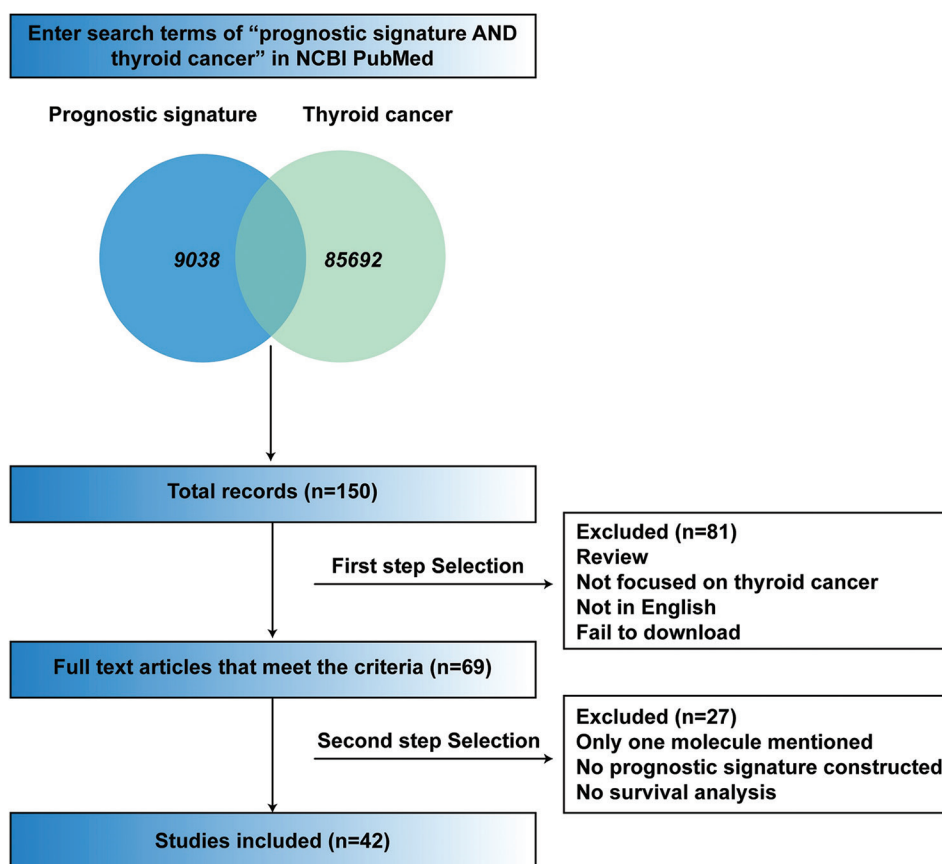 Enter search terms of “prognostic signature AND
thyroid cancer” in NCBI PubMed
Prognostic signature
Thyroid cancer
9038
85692
Total records (n=150)
First step Selection
Excluded (n=81)
Review
Not focused on thyroid cancer
Not in English
Fail to download
Full text articles that meet the criteria (n=69)
Second step Selection
Excluded (n=27)
Only one molecule mentioned
No prognostic signature constructed
No survival analysis
Studies included (n=42)